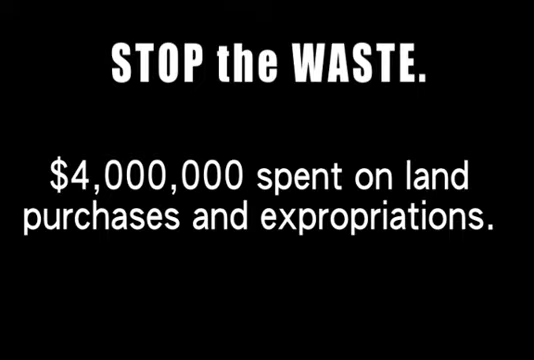 STOP the WASTE.
$4,000,000 spent on land
purchases and expropriations.